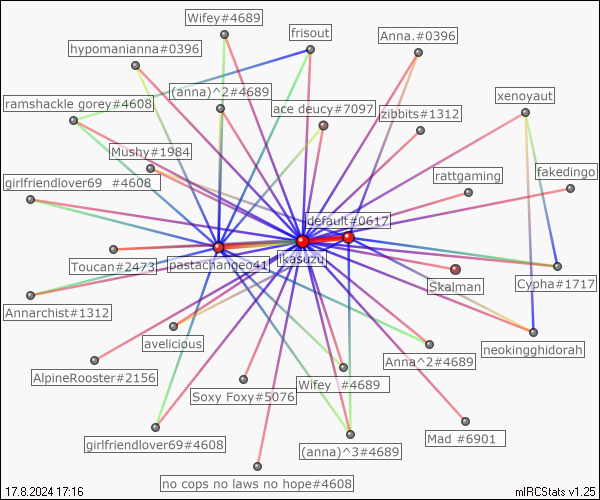 Wifey#4689
frisout
Anna.#0396
hypomanianna#0396
(anna)^2#4689
xenoyaut
ramshackle gorey#4608
ace deucy#7097
zibbits#1312
Mushy#1984
rattgaming
fakedingo
girlfriendlover69 #4608
default#0617
Toucan#2473
pastachangeo41
Ikasuzu
Skalman
Cypha#1717
Annarchist#1312
avelicious
neokingghidorah
Anna^2#4689
AlpineRooster#2156
Soxy Foxy#5076
Wifey #4689
girlfriendlover69#4608
(anna)^3#4689
Mad #6901
no cops no laws no hope#4608
17.8.2024 17:16
mIRCStats v1.25